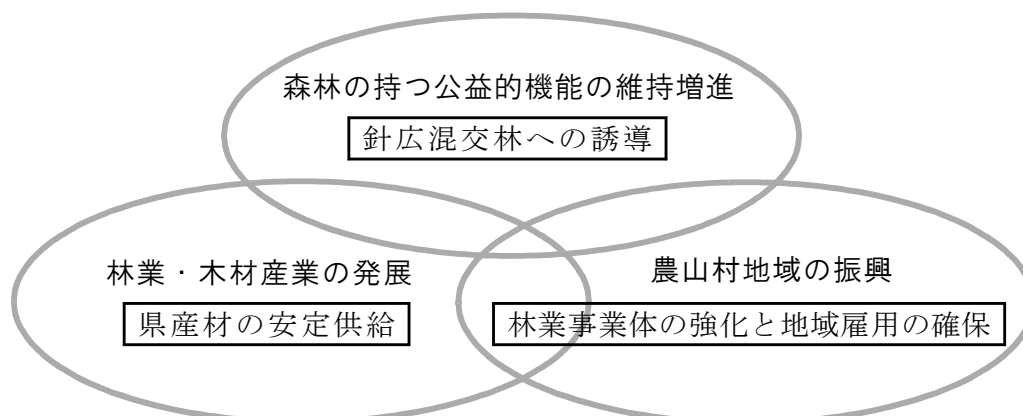 森林の持つ公益的機能の維持増進
針広混交林への誘導
林業・木材産業の発展
県産材の安定供給
農山村地域の振興
林業事業体の強化と地域雇用の確保